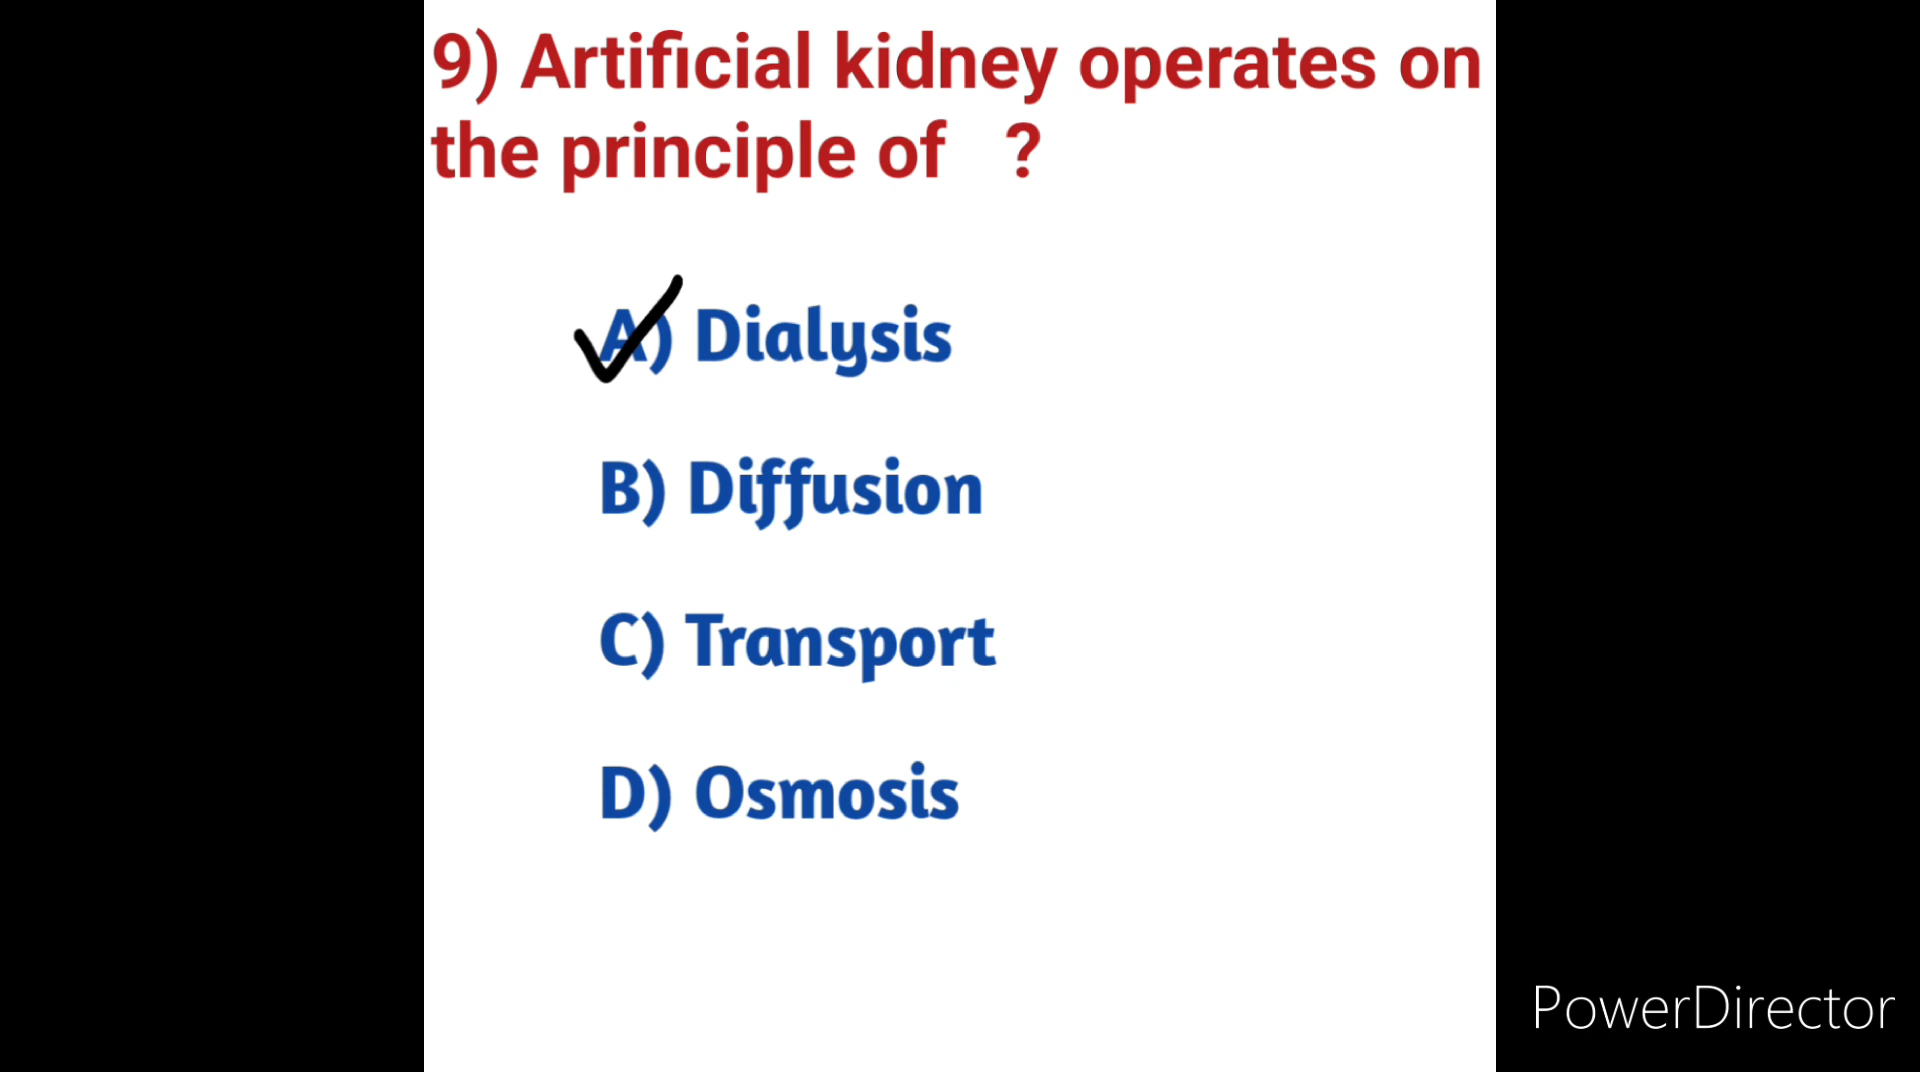 9) Artificial kidney operates on
the principle of ?
A) Dialysis
B) Diffusion
C) Transport
D) Osmosis
PowerDirector